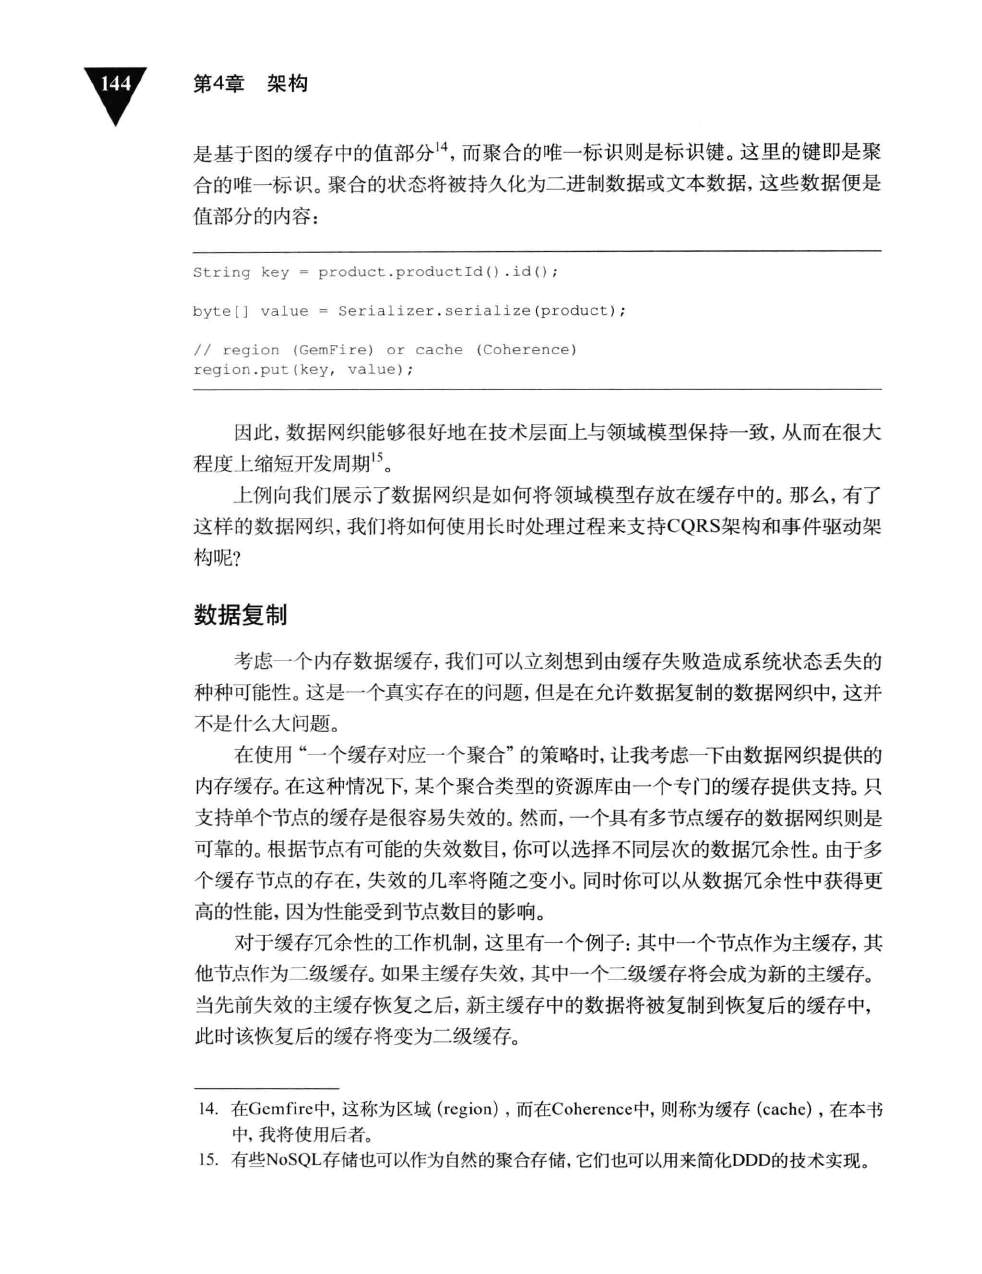 144
第4章 架构
是基于图的缓存中的值部分14，而聚合的唯一标识则是标识键。这里的键即是聚
合的唯一标识。聚合的状态将被持久化为二进制数据或文本数据，这些数据便是
值部分的内容：
String key = product.productId().id();
byte[] value = Serializer.serialize(product);
// region (GemFire) or cache (Coherence)
region.put(key, value);
因此，数据网织能够很好地在技术层面上与领域模型保持一致，从而在很大
程度上缩短开发周期15。
上例向我们展示了数据网织是如何将领域模型存放在缓存中的。那么，有了
这样的数据网织，我们将如何使用长时处理过程来支持CQRS架构和事件驱动架
构呢？
数据复制
考虑一个内存数据缓存，我们可以立刻想到由缓存失败造成系统状态丢失的
种种可能性。这是一个真实存在的问题，但是在允许数据复制的数据网织中，这并
不是什么大问题。
在使用“一个缓存对应一个聚合”的策略时，让我考虑一下由数据网织提供的
内存缓存。在这种情况下，某个聚合类型的资源库由一个专门的缓存提供支持。只
支持单个节点的缓存是很容易失效的。然而，一个具有多节点缓存的数据网织则是
可靠的。根据节点有可能的失效数目，你可以选择不同层次的数据冗余性。由于多
个缓存节点的存在，失效的几率将随之变小。同时你可以从数据冗余性中获得更
高的性能，因为性能受到节点数目的影响。
对于缓存冗余性的工作机制，这里有一个例子：其中一个节点作为主缓存，其
他节点作为二级缓存。如果主缓存失效，其中一个二级缓存将会成为新的主缓存。
当先前失效的主缓存恢复之后，新主缓存中的数据将被复制到恢复后的缓存中，
此时该恢复后的缓存将变为二级缓存。
14. 在Gemfire中，这称为区域（region），而在Coherence中，则称为缓存（cache），在本书
中，我将使用后者。
15. 有些NoSQL存储也可以作为自然的聚合存储，它们也可以用来简化DDD的技术实现。